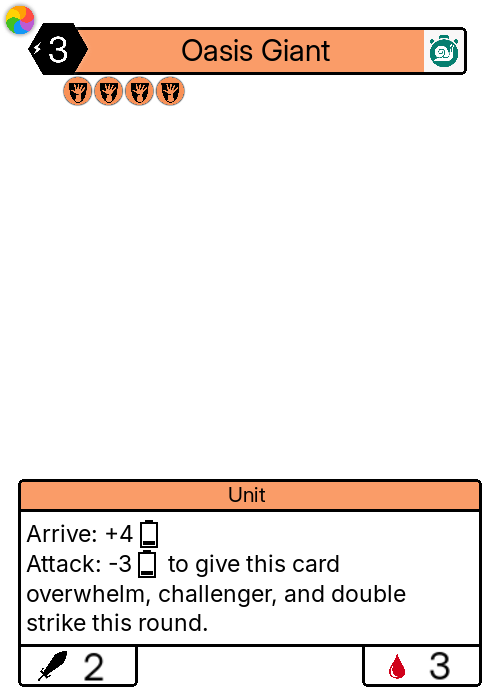 3
Oasis Giant
Unit
Arrive: +4
Attack: -3 to give this card
overwhelm, challenger, and double
strike this round.
2
3